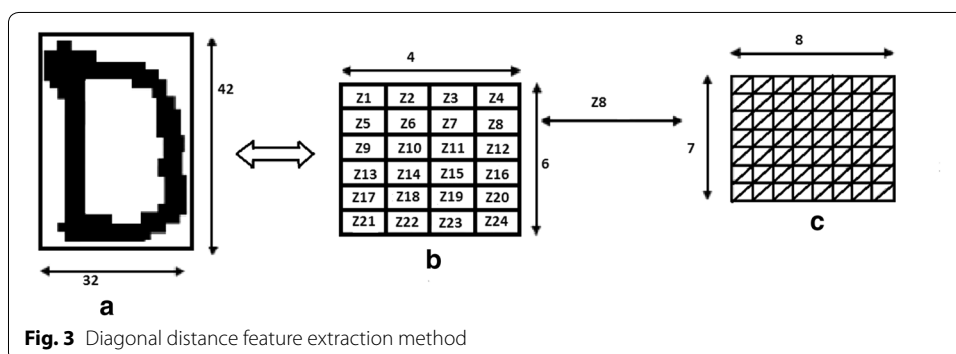 42
32
a
4
Z1 Z2 Z3 Z4
Z5 Z6 Z7 Z8
Z9 Z10 Z11 Z12
Z13 Z14 Z15 Z16
Z17 Z18 Z19 Z20
Z21 Z22 Z23 Z24
6
b
Z8
8
7
c
Fig. 3 Diagonal distance feature extraction method